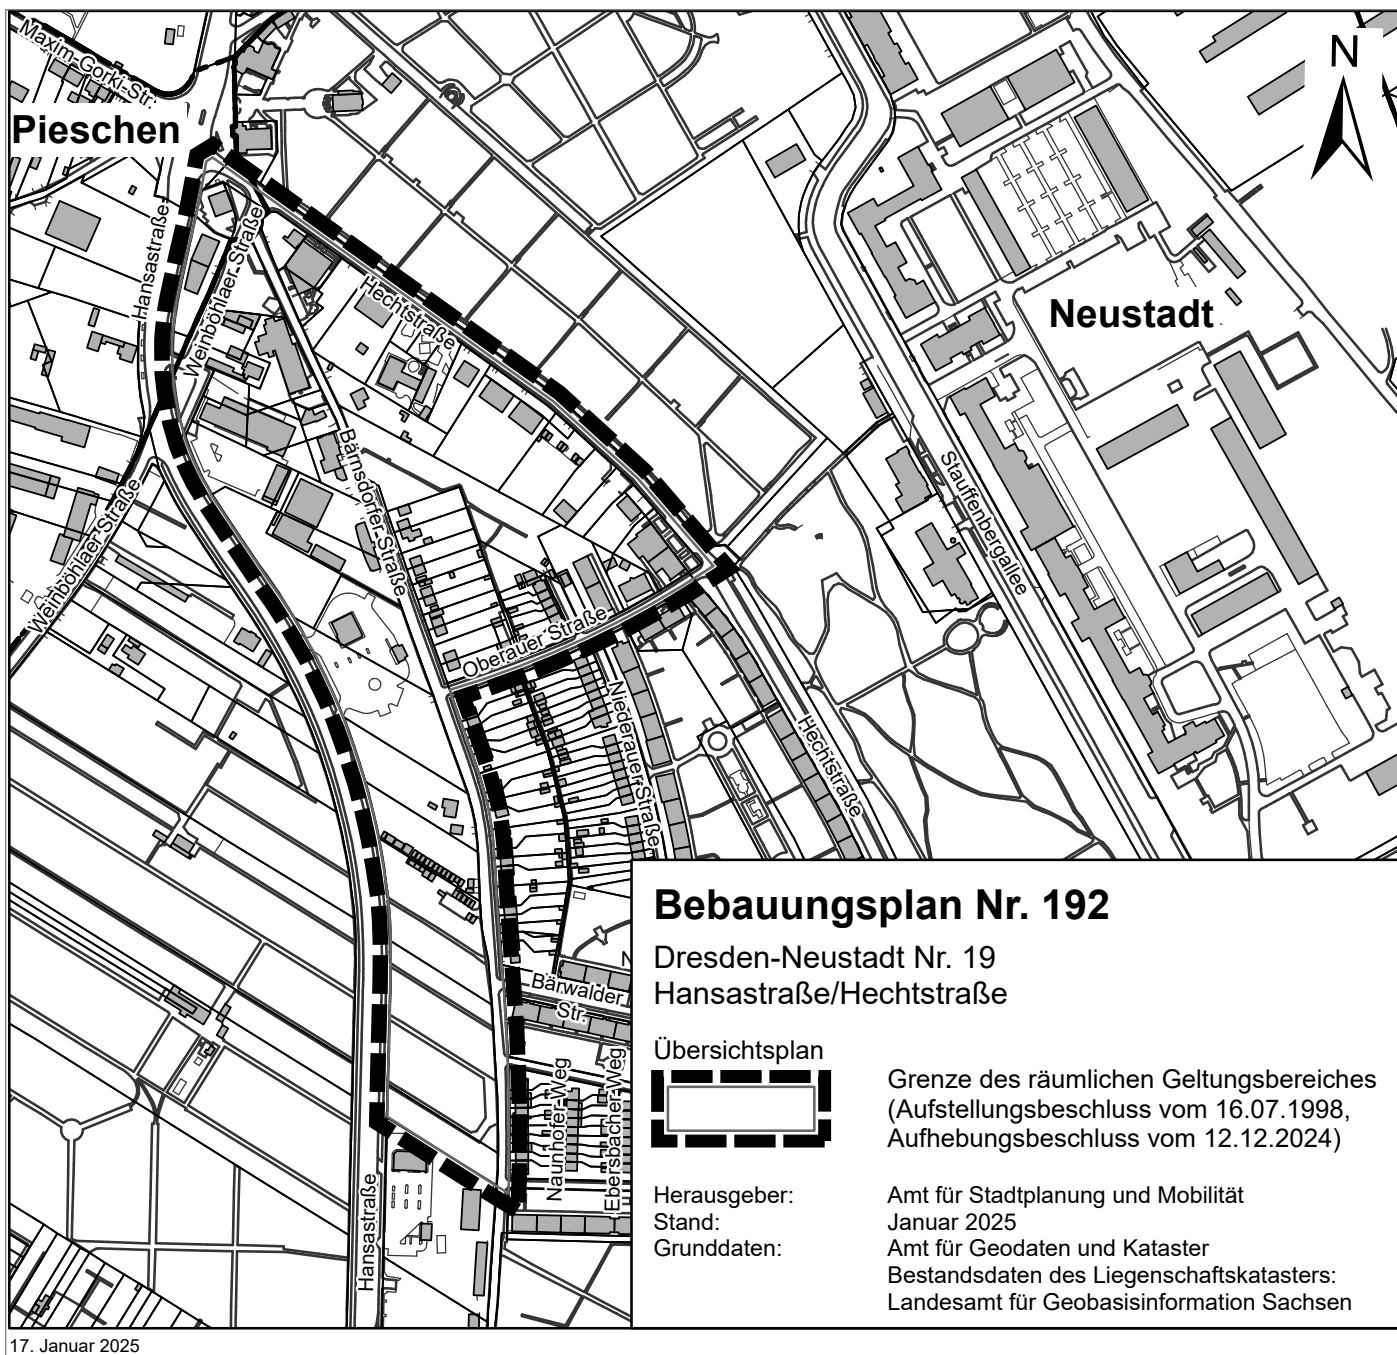 Maxim-Gorki-Str.
N
Pieschen
Hansastraße
Weinböhlaer-Straße
Hechtstraße
Neustadt
Bärnsdorfer-Straße
Stauffenbergallee
Weinböhlaer-Straße
Oberauer Straße
Niederauer-Straße
Hechtstraße
Bärwalder
Str.
N
Naunhofer-Weg
Ebersbacher-Weg
Hansastraße
Bebauungsplan Nr. 192
Dresden-Neustadt Nr. 19
Hansastraße/Hechtstraße
Übersichtsplan
Grenze des räumlichen Geltungsbereiches
(Aufstellungsbeschluss vom 16.07.1998,
Aufhebungsbeschluss vom 12.12.2024)
Herausgeber: Amt für Stadtplanung und Mobilität
Stand: Januar 2025
Grunddaten: Amt für Geodaten und Kataster
Bestandsdaten des Liegenschaftskatasters:
Landesamt für Geobasisinformation Sachsen
17. Januar 2025